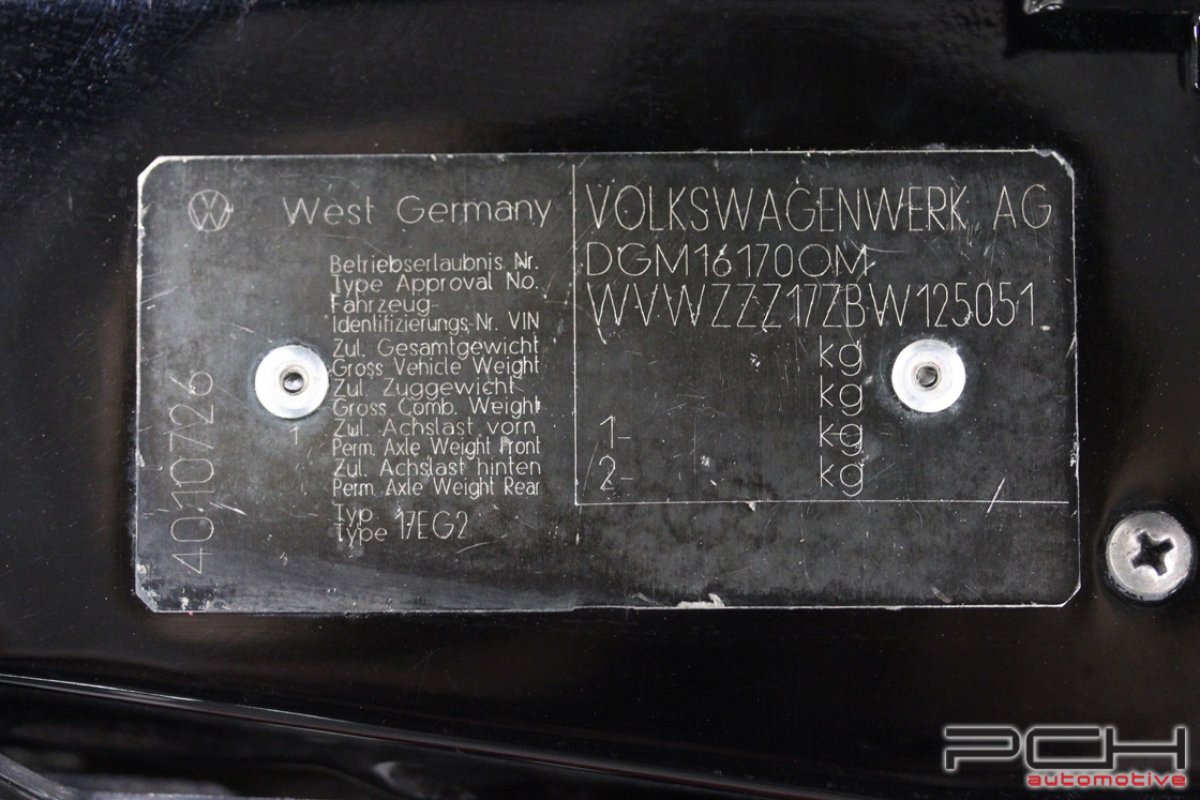 West Germany
VOLKSWAGENWERK AG
Betriebserlaubnis Nr.
Type Approval No.
DGM161700M
Fahrzeug-
Identifizierungs-Nr. VIN
WVWZZZ17ZBW125051
Zul. Gesamtgewicht
Gross Vehicle Weight
kg
Zul. Zuggewicht
Gross Comb. Weight
kg
Zul. Achslast vorn
Perm. Axle Weight Front
1-
kg
Zul. Achslast hinten
Perm. Axle Weight Rear
2-
kg
Typ
Type 17EG2
4010726
1
PCH
automotive